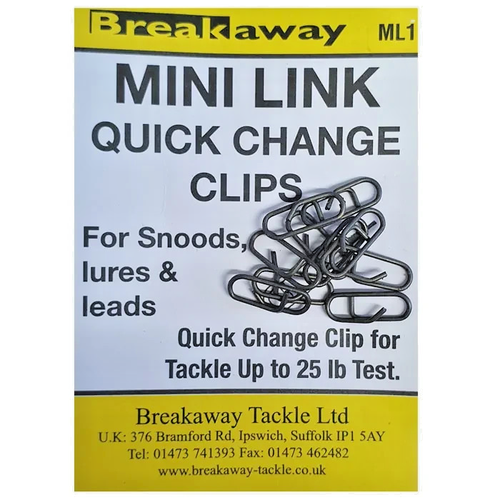 Breakaway ML1
MINI LINK
QUICK CHANGE
CLIPS
For Snoods,
lures &
leads
Quick Change Clip for
Tackle Up to 25 lb Test.
Breakaway Tackle Ltd
U.K: 376 Bramford Rd, Ipswich, Suffolk IP1 5AY
Tel: 01473 741393 Fax: 01473 462482
www.breakaway-tackle.co.uk